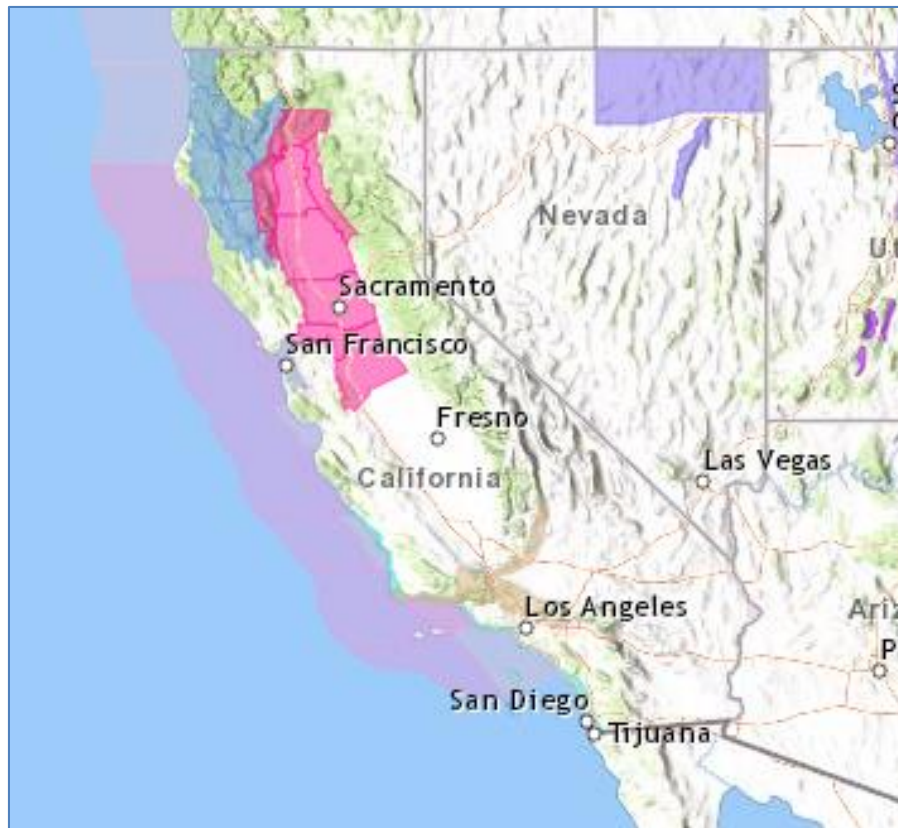 Nevada
Sacramento
San Francisco
Fresno
California
Las Vegas
Los Angeles
San Diego
Tijuana